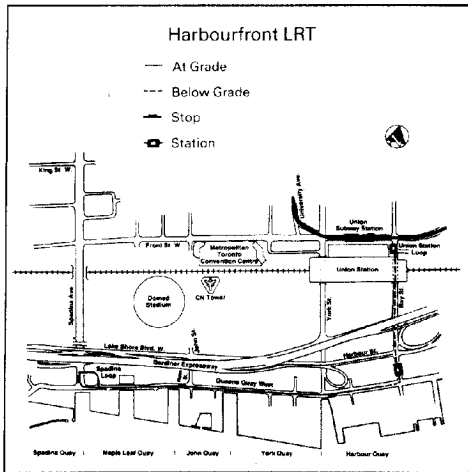 Harbourfront LRT
At Grade
Below Grade
Stop
Station
King St. W.
University Ave
Union
Subway Station
Front St. W
Metropolitan
Toronto
Convention Centre
Union Station
Loop
Union Station
Spadina Ave
Domed
Stadium
CN Tower
York St.
Bay St.
Lake Shore Blvd. W.
Gardiner Expressway
Harbour St.
Spadina
Loop
Queens Quay West
Spadina Quay
Maple Leaf Quay
John Quay
York Quay
Harbour Quay